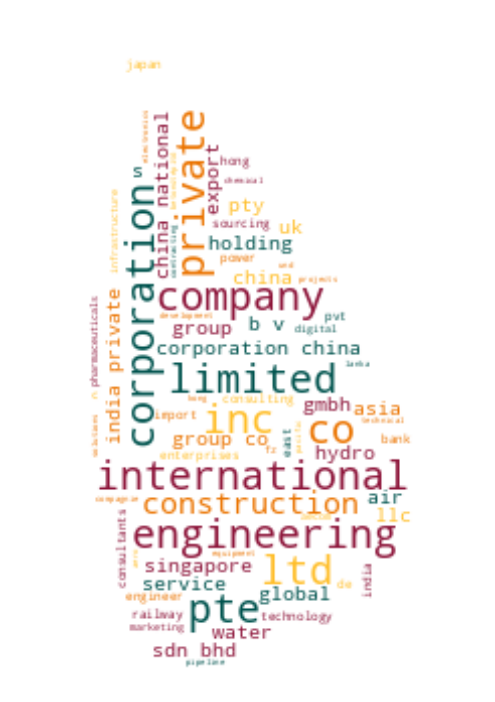 japan
electronics
china national
private
export
hong
chemical
s
corporation
infrastructure
contracting
pty
sourcing
uk
holding
power
china
projects
company
development
group
b v
pvt
digital
corporation china
lanka
pharmaceuticals
india private
limited
n
hong
consulting
gmbh
asia
import
inc
co
technical
solutions
group co
east
pacific
bank
enterprises
fz
hydro
international
compagnie
construction
air
llc
engineering
consultants
equipment
singapore
ltd
de
india
service
engineer
global
pte
railway
technology
marketing
water
sdn bhd
pipeline